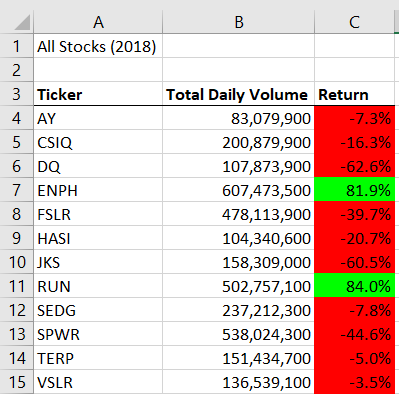 A B C
1 All Stocks (2018)
2
3 Ticker Total Daily Volume Return
4 AY 83,079,900 -7.3%
5 CSIQ 200,879,900 -16.3%
6 DQ 107,873,900 -62.6%
7 ENPH 607,473,500 81.9%
8 FSLR 478,113,900 -39.7%
9 HASI 104,340,600 -20.7%
10 JKS 158,309,000 -60.5%
11 RUN 502,757,100 84.0%
12 SEDG 237,212,300 -7.8%
13 SPWR 538,024,300 -44.6%
14 TERP 151,434,700 -5.0%
15 VSLR 136,539,100 -3.5%